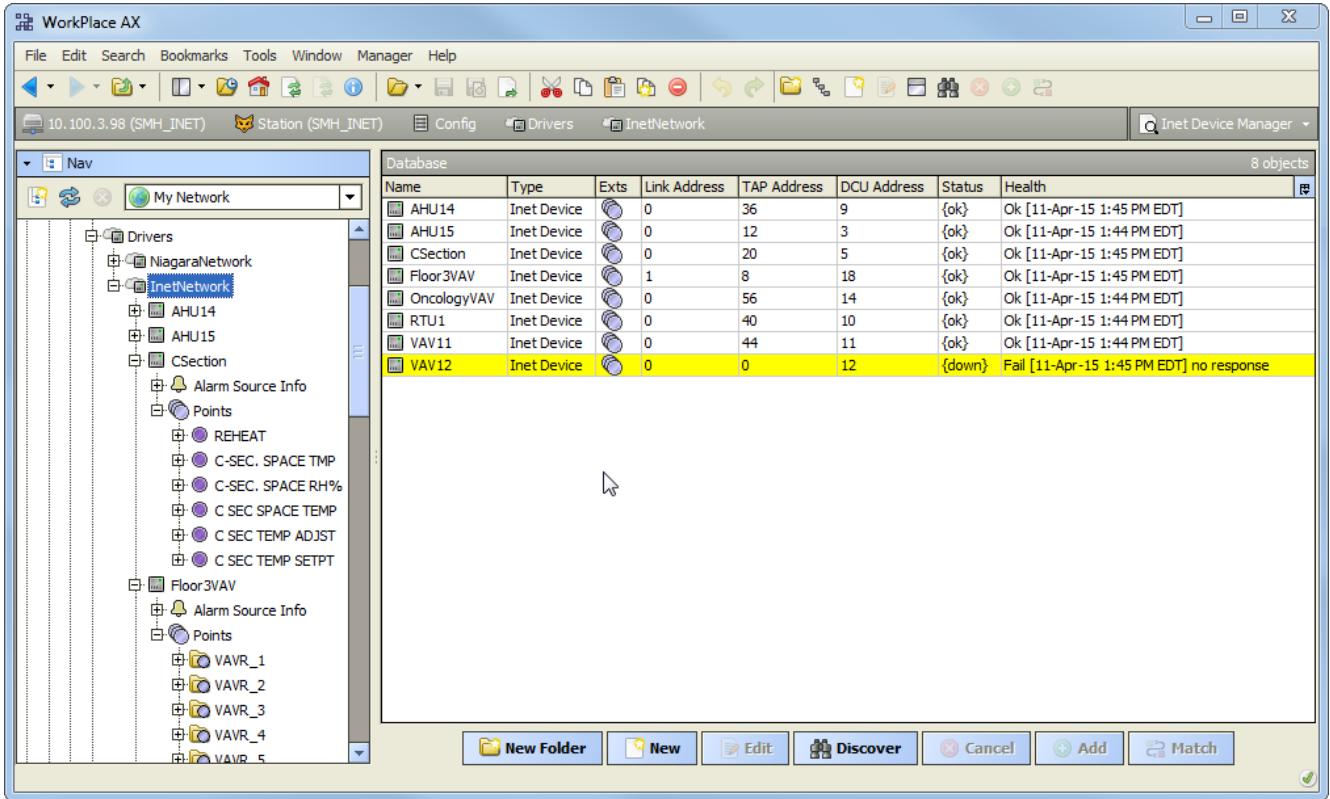 WorkPlace AX
File Edit Search Bookmarks Tools Window Manager Help
10.100.3.98 (SMH_INET) Station (SMH_INET) Config Drivers InetNetwork Inet Device Manager
Nav
My Network
Drivers
NiagaraNetwork
InetNetwork
AHU14
AHU15
CSection
Alarm Source Info
Points
REHEAT
C-SEC. SPACE TMP
C-SEC. SPACE RH%
C SEC SPACE TEMP
C SEC TEMP ADJST
C SEC TEMP SETPT
Floor3VAV
Alarm Source Info
Points
VAVR_1
VAVR_2
VAVR_3
VAVR_4
VAVR_5
Database 8 objects
Name Type Exts Link Address TAP Address DCU Address Status Health
AHU14 Inet Device 0 36 9 {ok} Ok [11-Apr-15 1:45 PM EDT]
AHU15 Inet Device 0 12 3 {ok} Ok [11-Apr-15 1:44 PM EDT]
CSection Inet Device 0 20 5 {ok} Ok [11-Apr-15 1:45 PM EDT]
Floor3VAV Inet Device 1 8 18 {ok} Ok [11-Apr-15 1:45 PM EDT]
OncologyVAV Inet Device 0 56 14 {ok} Ok [11-Apr-15 1:44 PM EDT]
RTU1 Inet Device 0 40 10 {ok} Ok [11-Apr-15 1:44 PM EDT]
VAV11 Inet Device 0 44 11 {ok} Ok [11-Apr-15 1:44 PM EDT]
VAV12 Inet Device 0 0 12 {down} Fail [11-Apr-15 1:45 PM EDT] no response
New Folder New Edit Discover Cancel Add Match